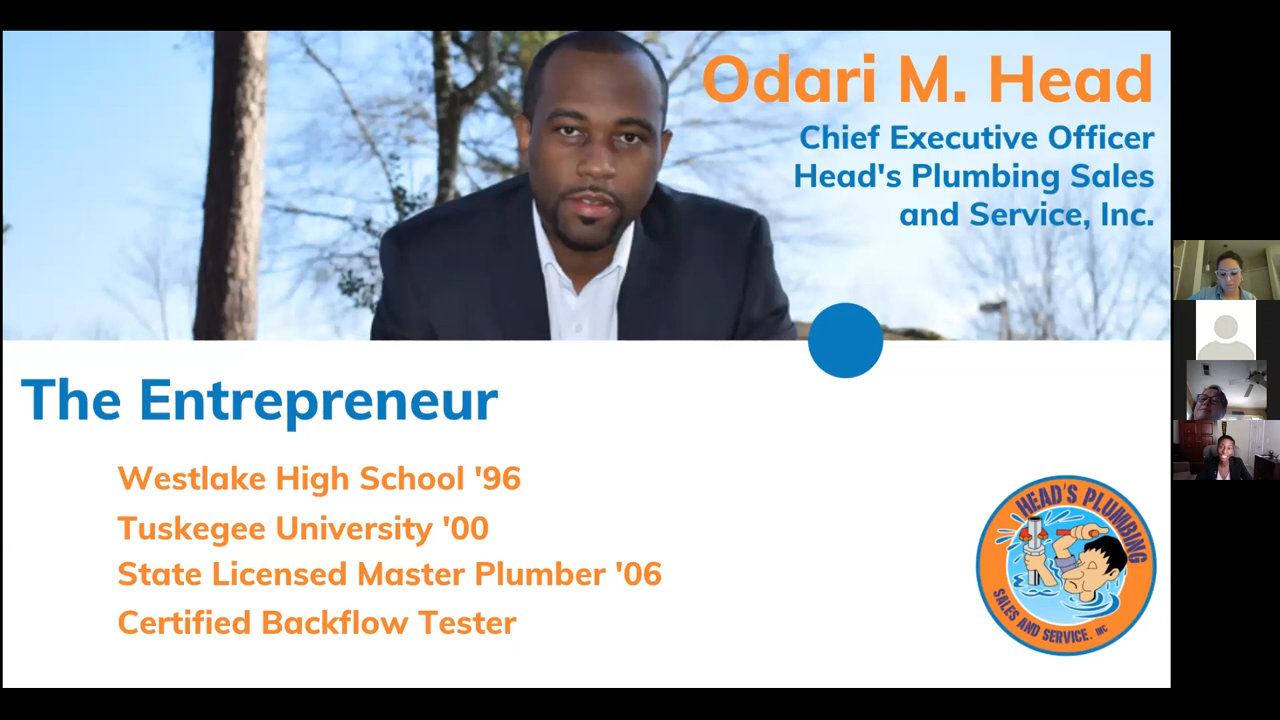 Odari M. Head
Chief Executive Officer
Head's Plumbing Sales
and Service, Inc.
The Entrepreneur
Westlake High School '96
Tuskegee University '00
State Licensed Master Plumber '06
Certified Backflow Tester
HEAD'S PLUMBING
SALES AND SERVICE, INC